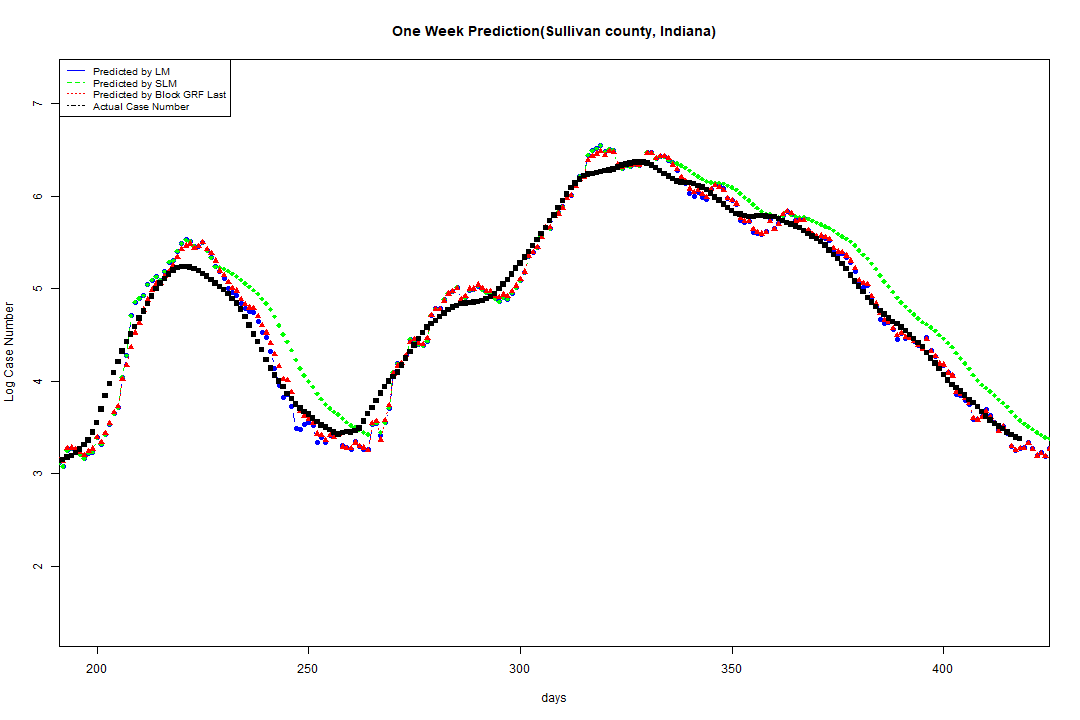 One Week Prediction(Sullivan county, Indiana)
Predicted by LM
Predicted by SLM
Predicted by Block GRF Last
Actual Case Number
7
6
5
4
3
2
Log Case Number
200 250 300 350 400
days